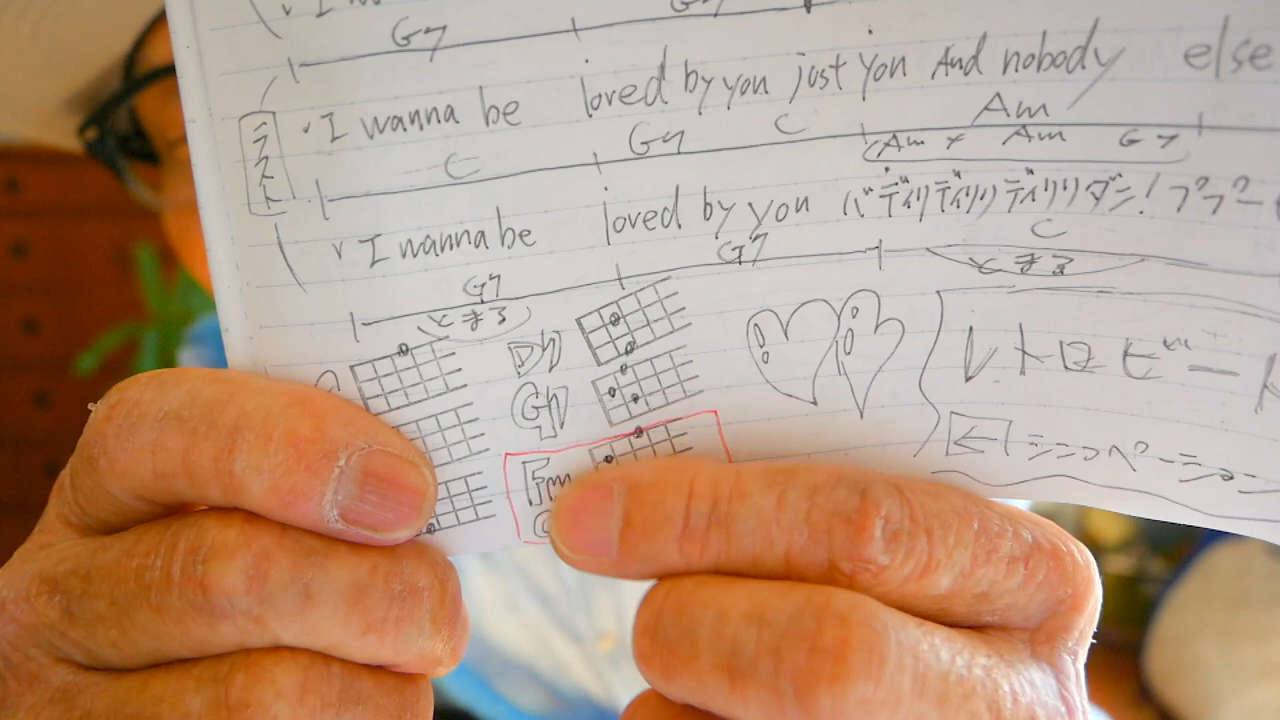 I wan
G7 G7
ラスト
I wanna be loved by you just you And nobody else
C G7 C Am
(Am Am G7
I wanna be loved by you バディリディリリディリリダン!ププー
G7 G7 C
とまる とまる
D7
G7
Fm
レトロビート
シンコペーション